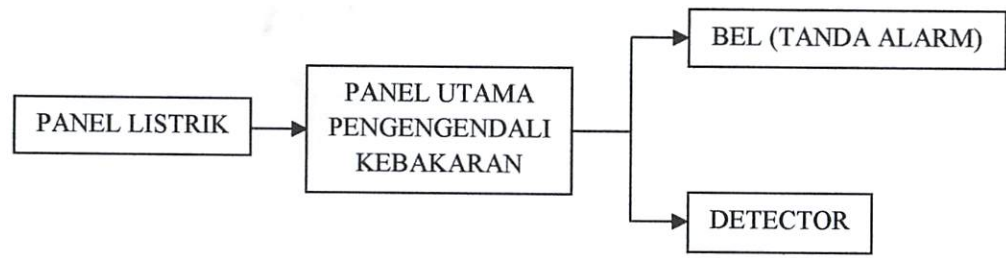 PANEL LISTRIK
PANEL UTAMA
PENGENGENDALI
KEBAKARAN
BEL (TANDA ALARM)
DETECTOR